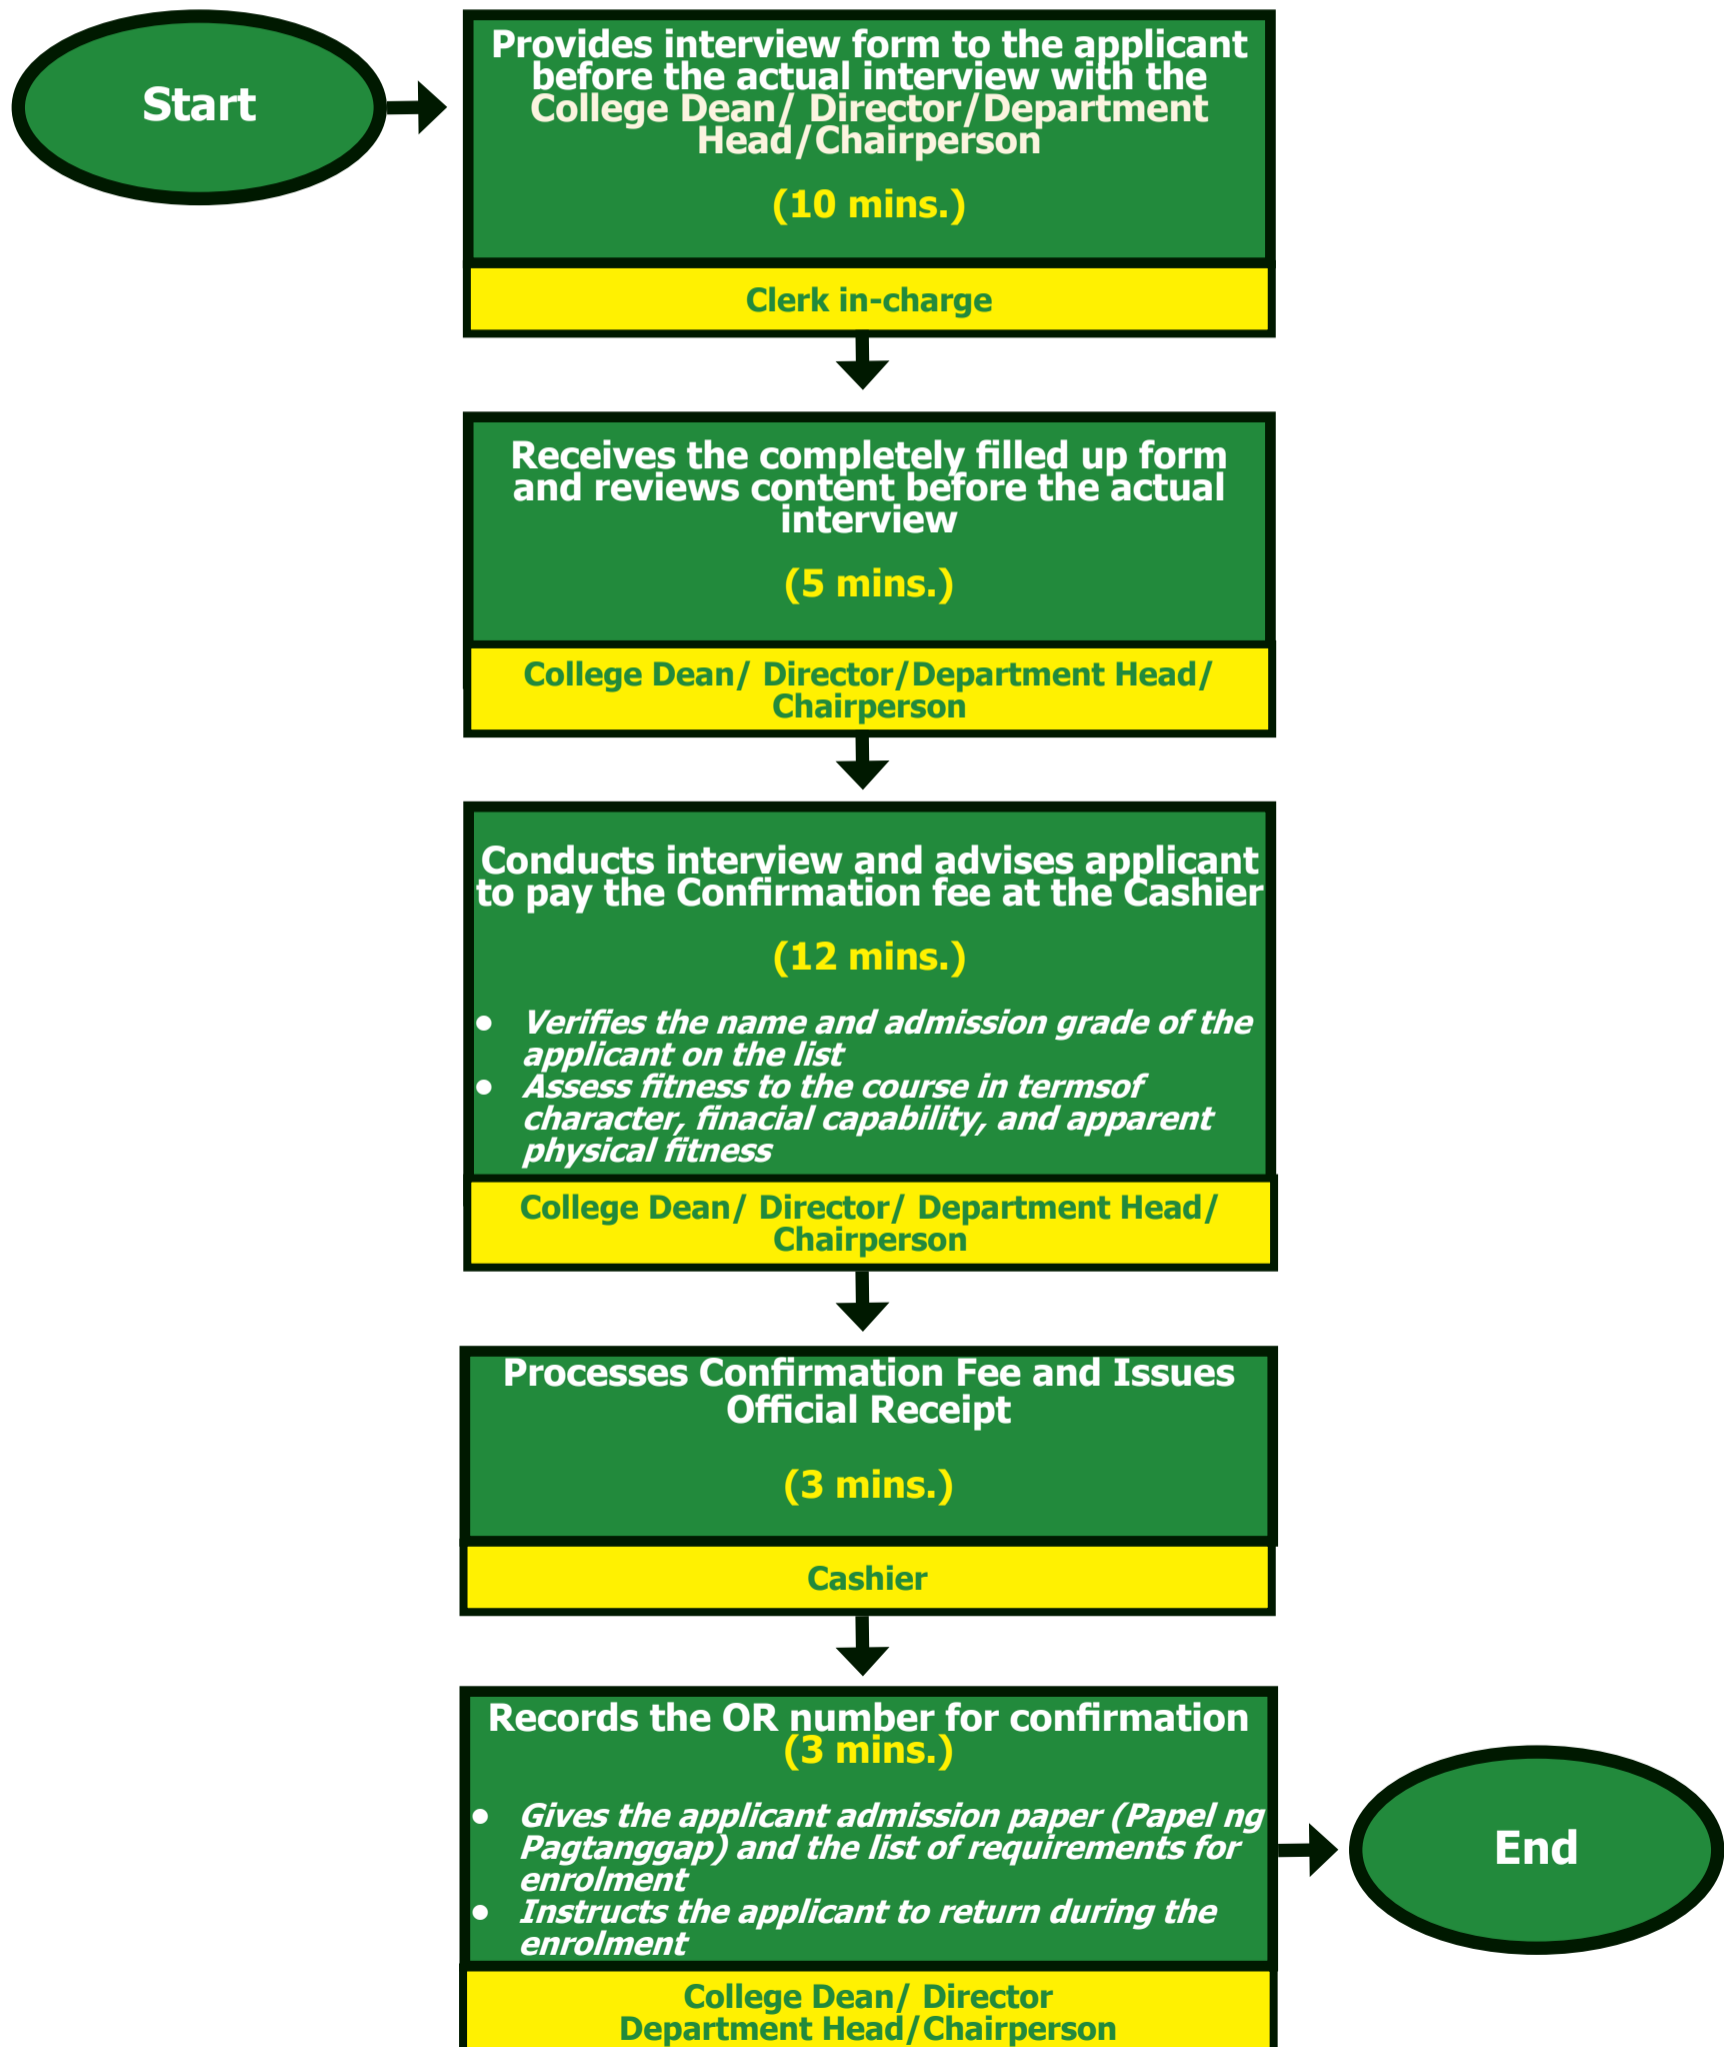 Start
Provides interview form to the applicant
before the actual interview with the
College Dean/ Director/Department
Head/Chairperson
(10 mins.)
Clerk in-charge
Receives the completely filled up form
and reviews content before the actual
interview
(5 mins.)
College Dean/ Director/Department Head/
Chairperson
Conducts interview and advises applicant
to pay the Confirmation fee at the Cashier
(12 mins.)
● Verifies the name and admission grade of the
applicant on the list
● Assess fitness to the course in termsof
character, finacial capability, and apparent
physical fitness
College Dean/ Director/ Department Head/
Chairperson
Processes Confirmation Fee and Issues
Official Receipt
(3 mins.)
Cashier
Records the OR number for confirmation
(3 mins.)
● Gives the applicant admission paper (Papel ng
Pagtanggap) and the list of requirements for
enrolment
● Instructs the applicant to return during the
enrolment
College Dean/ Director
Department Head/Chairperson
End